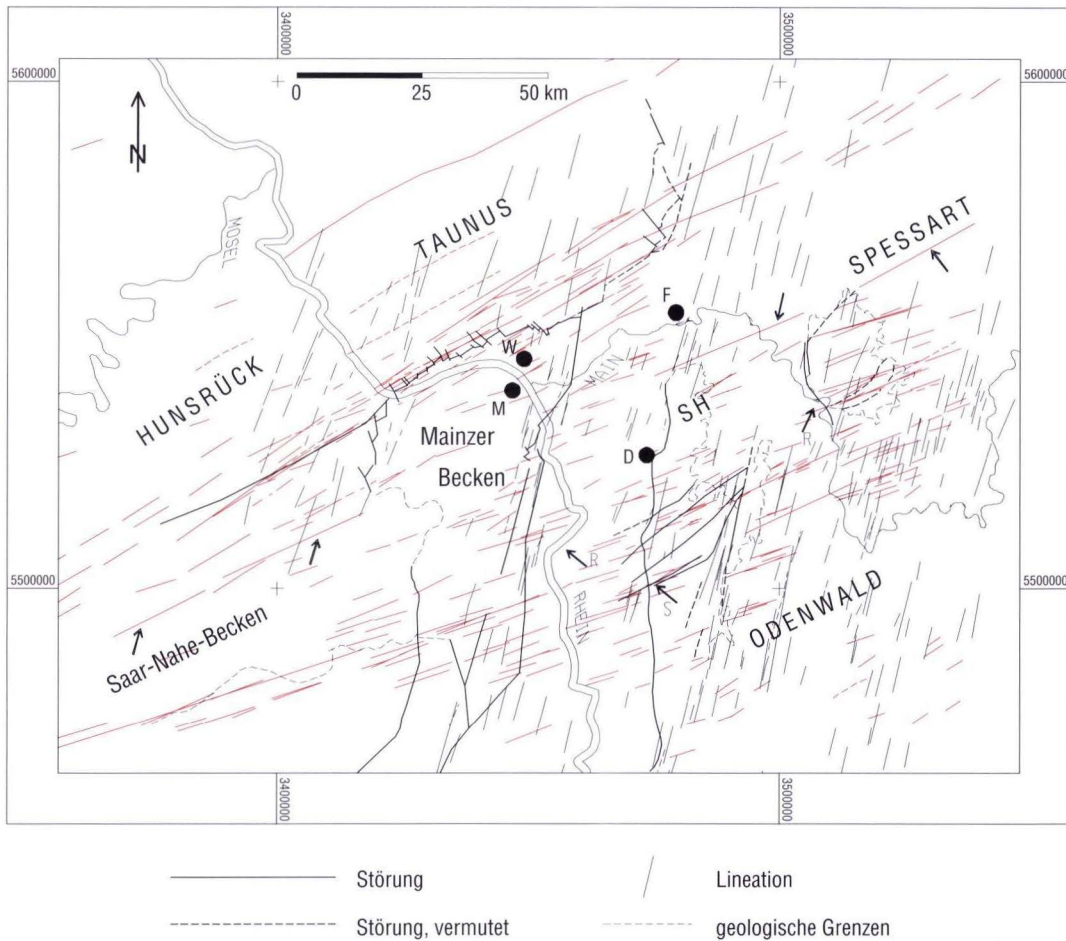 3400000
3500000
5600000
5600000
0 25 50 km
N
MOSEL
TAUNUS
SPESSART
F
W
MAIN
M
HUNSRÜCK
SH
R
Mainzer
Becken
D
5500000
5500000
R
S
RHEIN
ODENWALD
Saar-Nahe-Becken
3400000
3500000
Störung
Lineation
Störung, vermutet
geologische Grenzen